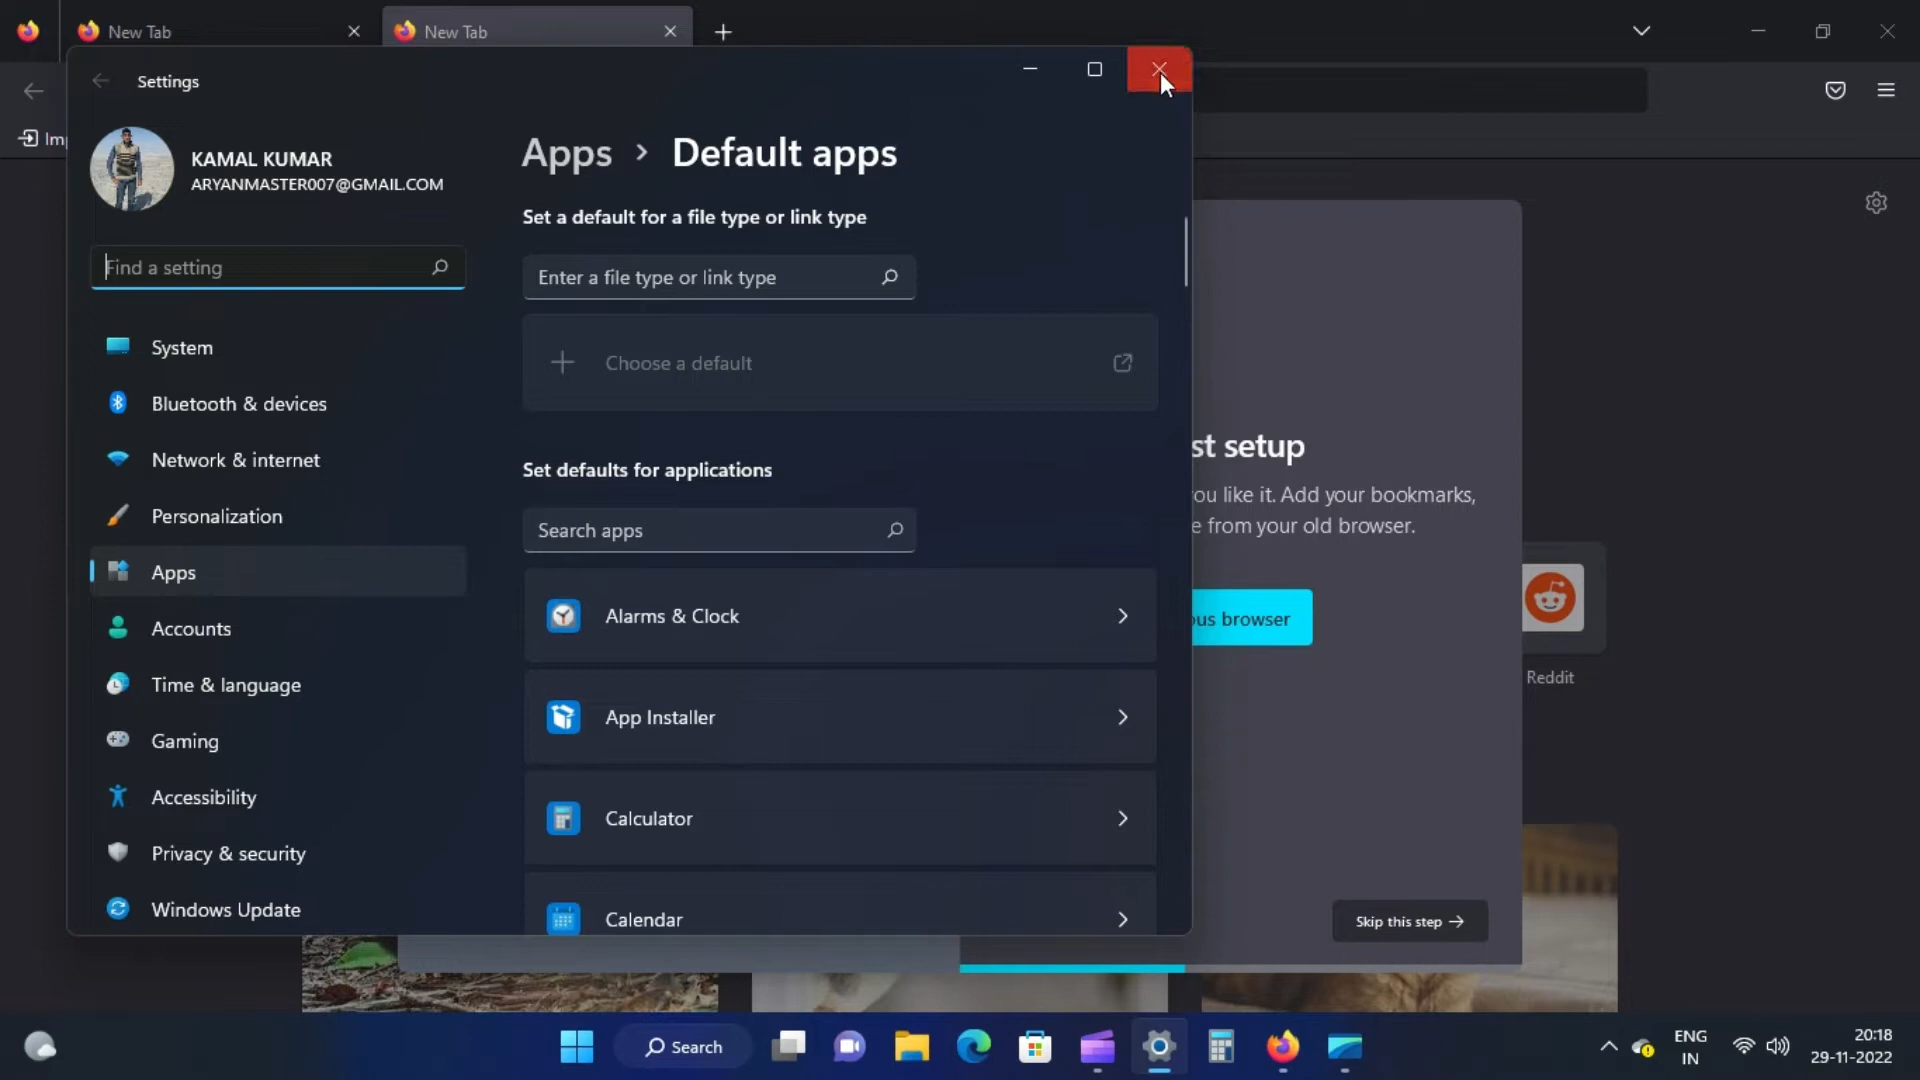 New Tab
New Tab
Settings
Imp
KAMAL KUMAR
ARYANMASTER007@GMAIL.COM
Find a setting
System
Bluetooth & devices
Network & internet
Personalization
Apps
Accounts
Time & language
Gaming
Accessibility
Privacy & security
Windows Update
Apps > Default apps
Set a default for a file type or link type
Enter a file type or link type
Choose a default
Set defaults for applications
Search apps
Alarms & Clock
App Installer
Calculator
Calendar
st setup
ou like it. Add your bookmarks,
e from your old browser.
ous browser
Skip this step →
Reddit
Search
ENG
IN
20:18
29-11-2022